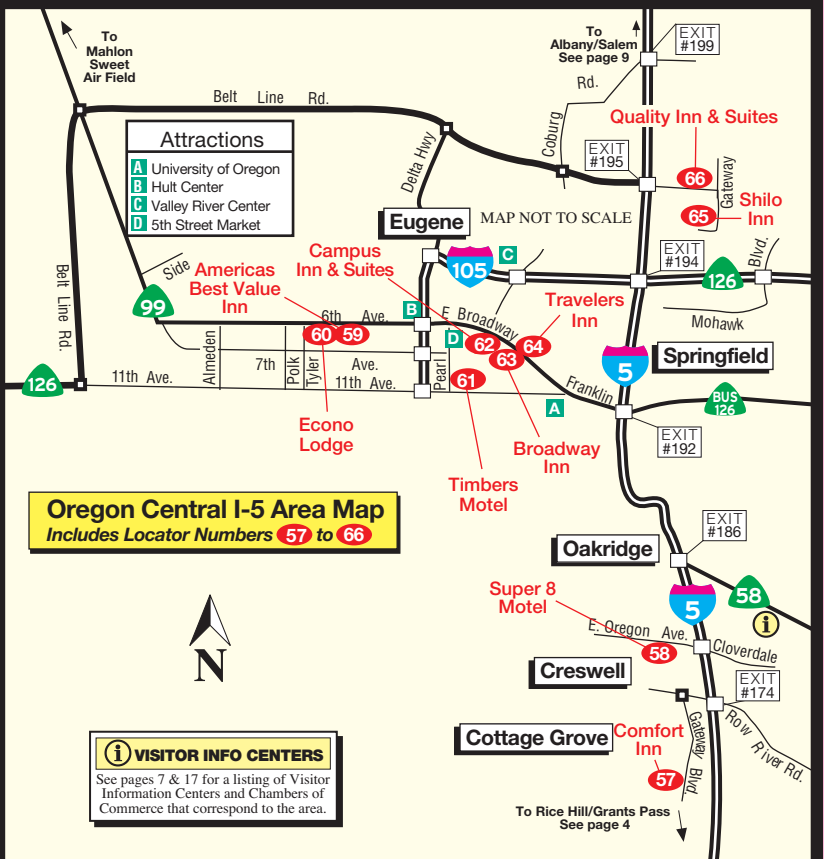 To
Mahlon
Sweet
Air Field
To
Albany/Salem
See page 9
EXIT
#199
Belt Line Rd.
Rd.
Coburg
Quality Inn & Suites
Attractions
A University of Oregon
B Hult Center
C Valley River Center
D 5th Street Market
Delta Hwy
EXIT
#195
66
Gateway
Shilo
Inn
65
Eugene
MAP NOT TO SCALE
EXIT
#194
Blvd.
Side
Americas
Best Value
Inn
Campus
Inn & Suites
105
C
126
Belt Line Rd.
99
6th Ave.
B
E Broadway
Travelers
Inn
Mohawk
60
59
D
62
64
63
5
Springfield
Almeden
7th Ave.
Polk
Tyler
Pearl
126
11th Ave.
11th Ave.
61
A
Franklin
BUS
126
EXIT
#192
Econo
Lodge
Broadway
Inn
Timbers
Motel
Oregon Central I-5 Area Map
Includes Locator Numbers 57 to 66
EXIT
#186
Oakridge
Super 8
Motel
5
58
i
E. Oregon Ave.
58
Cloverdale
N
Creswell
EXIT
#174
Cottage Grove
Comfort
Inn
57
Gateway Blvd.
Row River Rd.
i VISITOR INFO CENTERS
See pages 7 & 17 for a listing of Visitor
Information Centers and Chambers of
Commerce that correspond to the area.
To Rice Hill/Grants Pass
See page 4